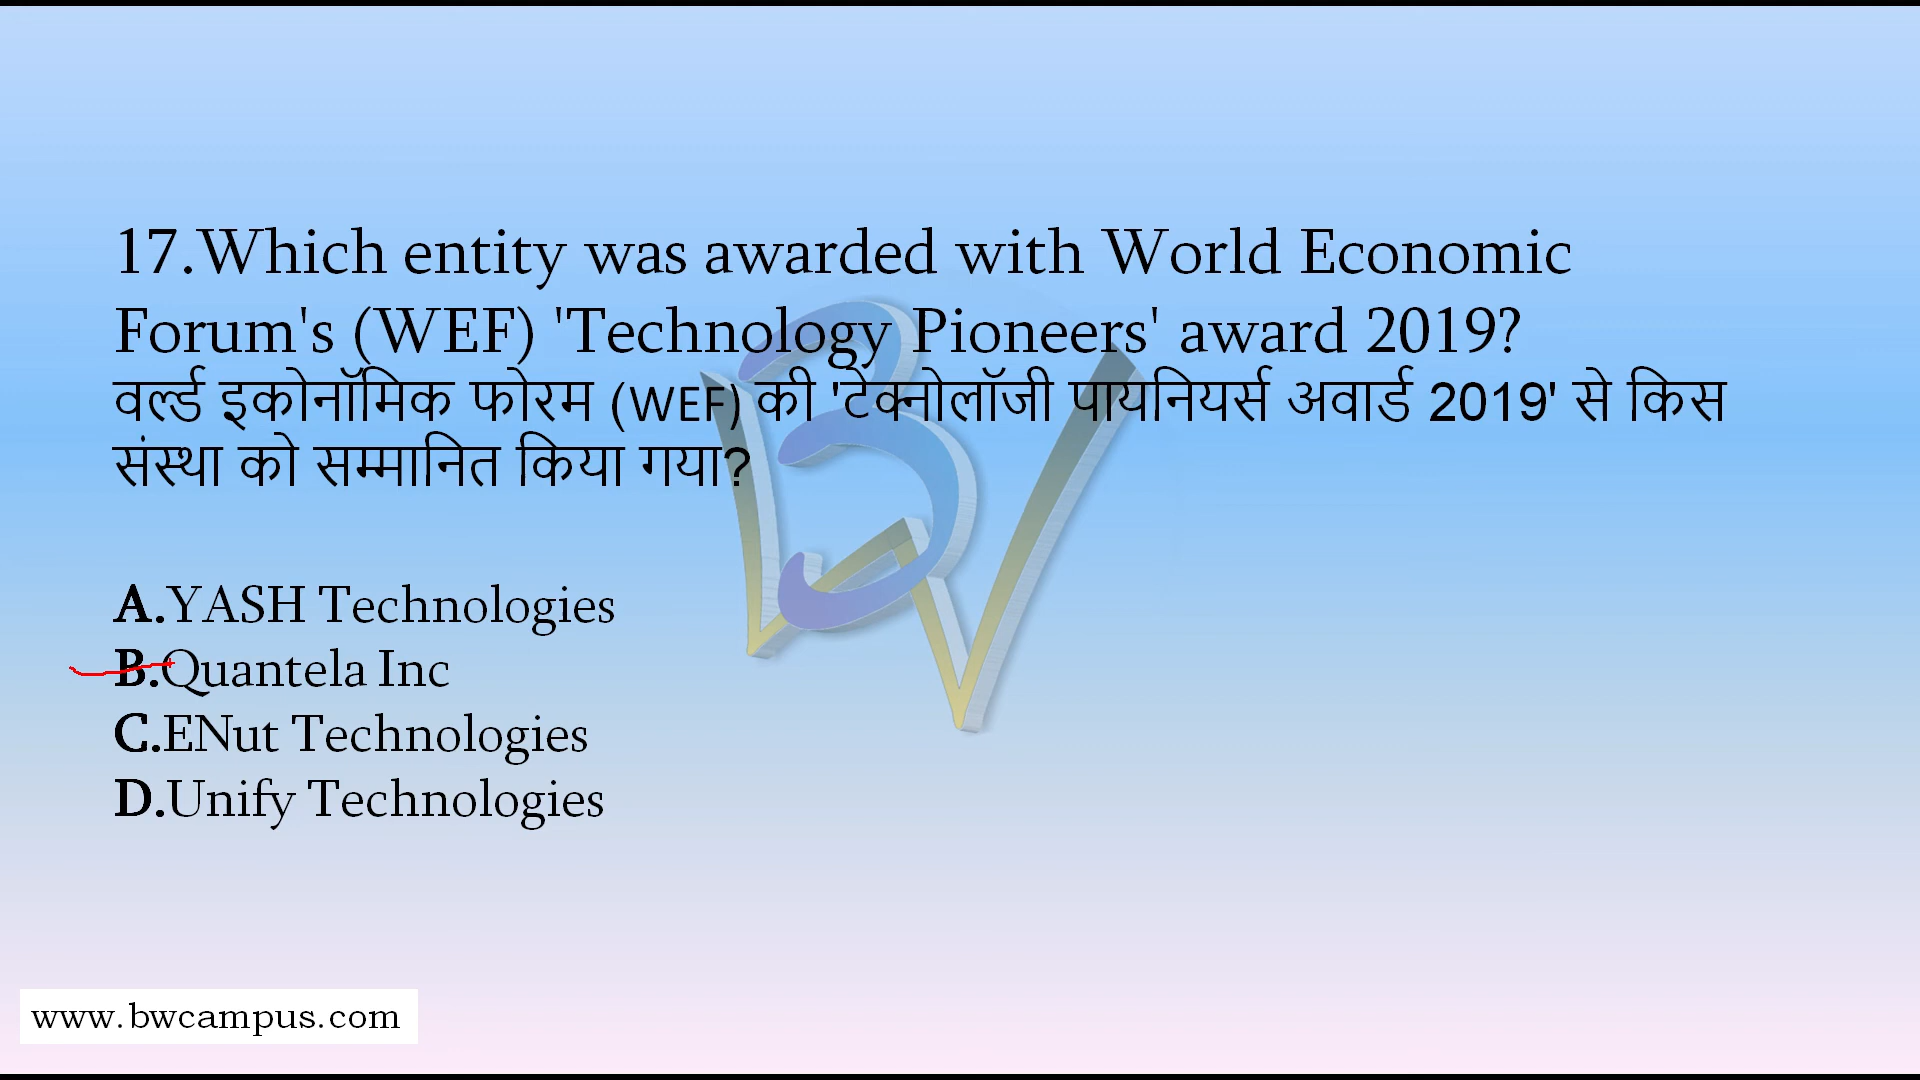 17.Which entity was awarded with World Economic
Forum's (WEF) 'Technology Pioneers' award 2019?
वर्ल्ड इकोनॉमिक फोरम (WEF) की 'टेक्नोलॉजी पायनियर्स अवार्ड 2019' से किस
संस्था को सम्मानित किया गया?
A.YASH Technologies
B.Quantela Inc
C.ENut Technologies
D.Unify Technologies
www.bwcampus.com